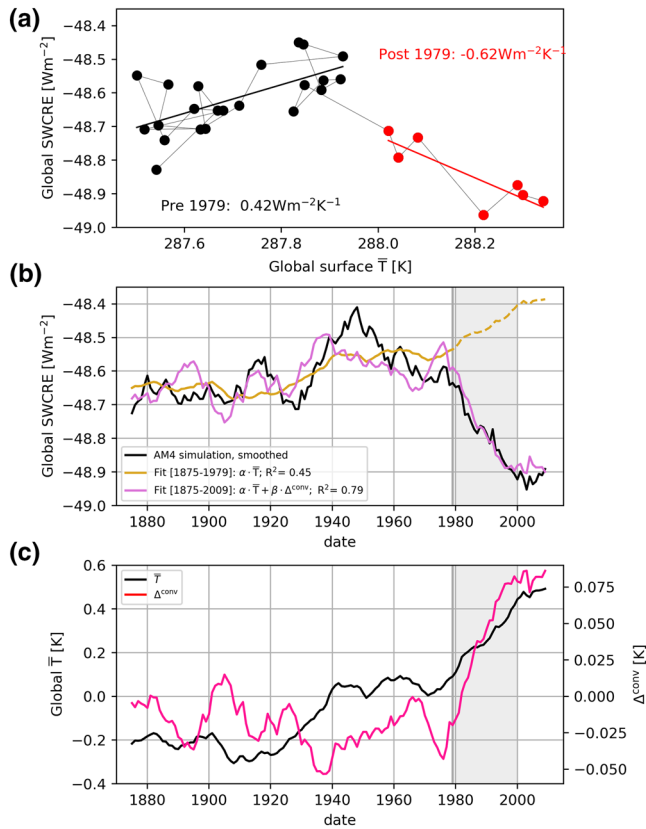 (a)
Global SWCRE [Wm⁻²]
−48.4
−48.5
−48.6
−48.7
−48.8
−48.9
−49.0
Post 1979: -0.62Wm⁻²K⁻¹
Pre 1979:  0.42Wm⁻²K⁻¹
287.6 287.8 288.0 288.2
Global surface T̅ [K]
(b)
Global SWCRE [Wm⁻²]
−48.4
−48.5
−48.6
−48.7
−48.8
−48.9
−49.0
AM4 simulation, smoothed
Fit [1875-1979]: α · T̅; R² = 0.45
Fit [1875-2009]: α · T̅ + β · Δᶜᵒⁿᵛ; R² = 0.79
1880 1900 1920 1940 1960 1980 2000
date
(c)
Global T̅ [K]
0.6
0.4
0.2
0.0
−0.2
−0.4
T̅
Δᶜᵒⁿᵛ
0.075
0.050
0.025
0.000
−0.025
−0.050
Δᶜᵒⁿᵛ [K]
1880 1900 1920 1940 1960 1980 2000
date